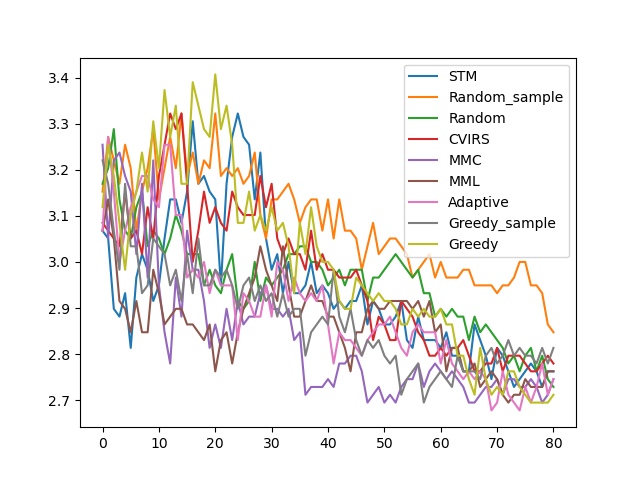 3.4
3.3
3.2
3.1
3.0
2.9
2.8
2.7
0
10
20
30
40
50
60
70
80
STM
Random_sample
Random
CVIRS
MMC
MML
Adaptive
Greedy_sample
Greedy